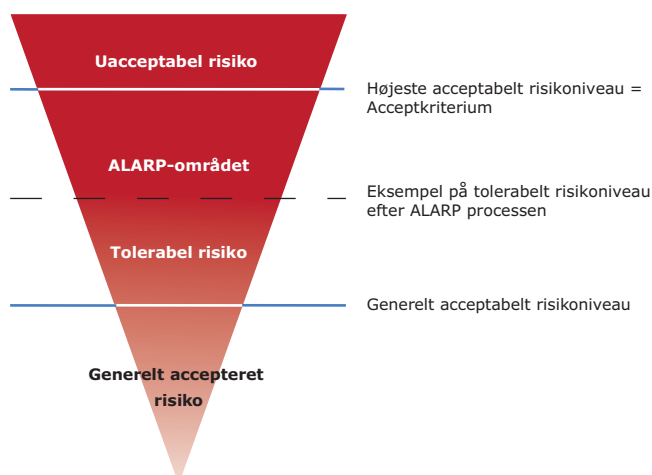 Uacceptabel risiko
Højeste acceptabelt risikoniveau =
Acceptkriterium
ALARP-området
Eksempel på tolerabelt risikoniveau
efter ALARP processen
Tolerabel risiko
Generelt acceptabelt risikoniveau
Generelt accepteret
risiko